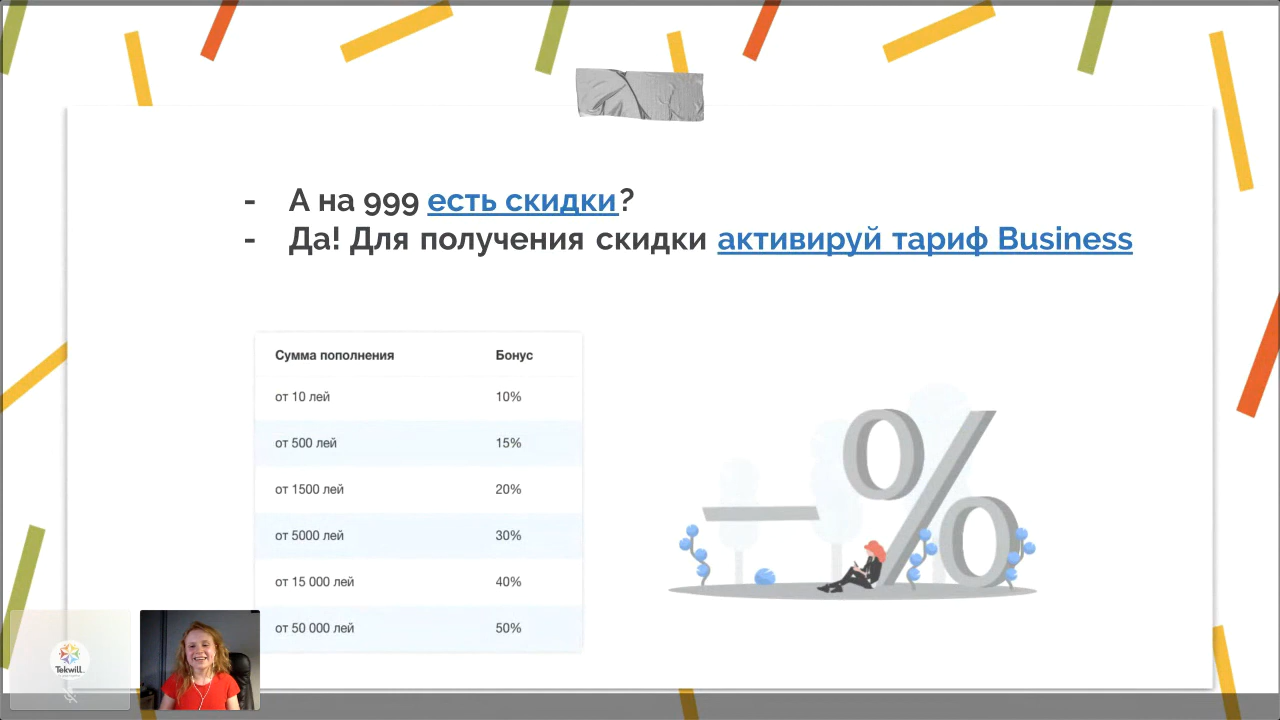 - А на 999 есть скидки?
- Да! Для получения скидки активируй тариф Business
Сумма пополнения Бонус
от 10 лей 10%
от 500 лей 15%
от 1500 лей 20%
от 5000 лей 30%
от 15 000 лей 40%
от 50 000 лей 50%
Tekwill